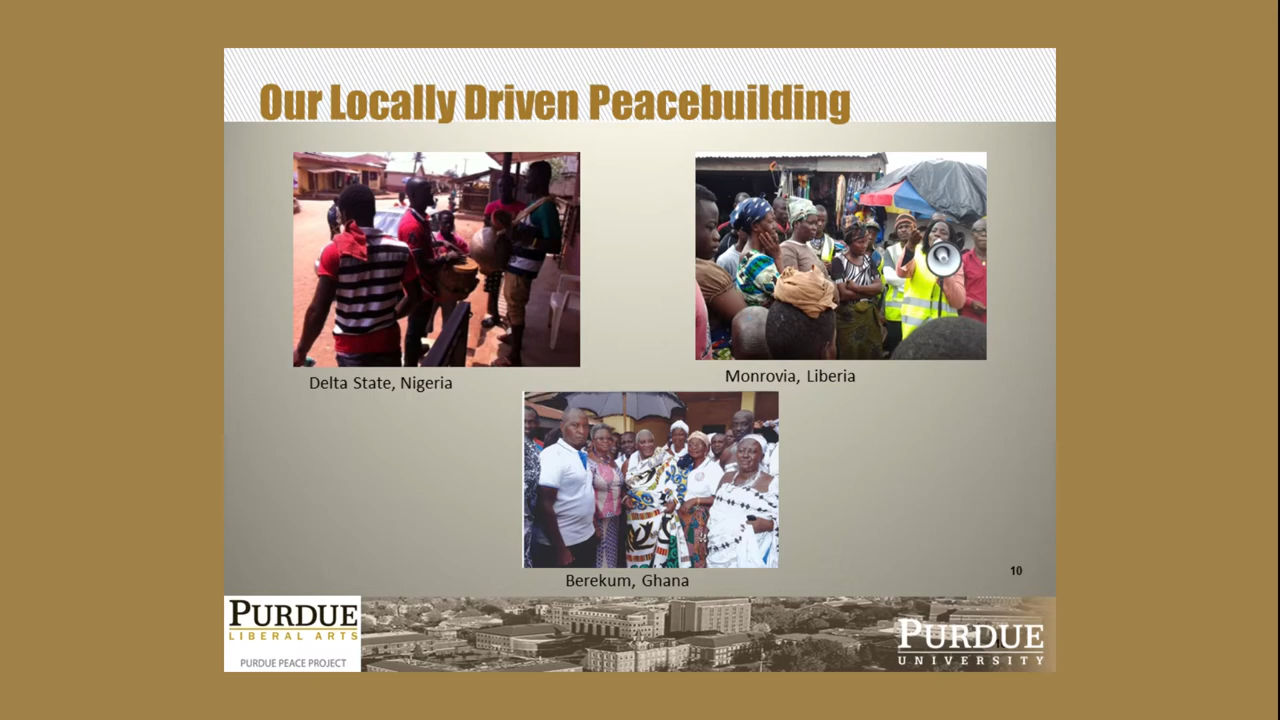 Our Locally Driven Peacebuilding
Delta State, Nigeria
Monrovia, Liberia
Berekum, Ghana
10
PURDUE
LIBERAL ARTS
PURDUE PEACE PROJECT
PURDUE
UNIVERSITY